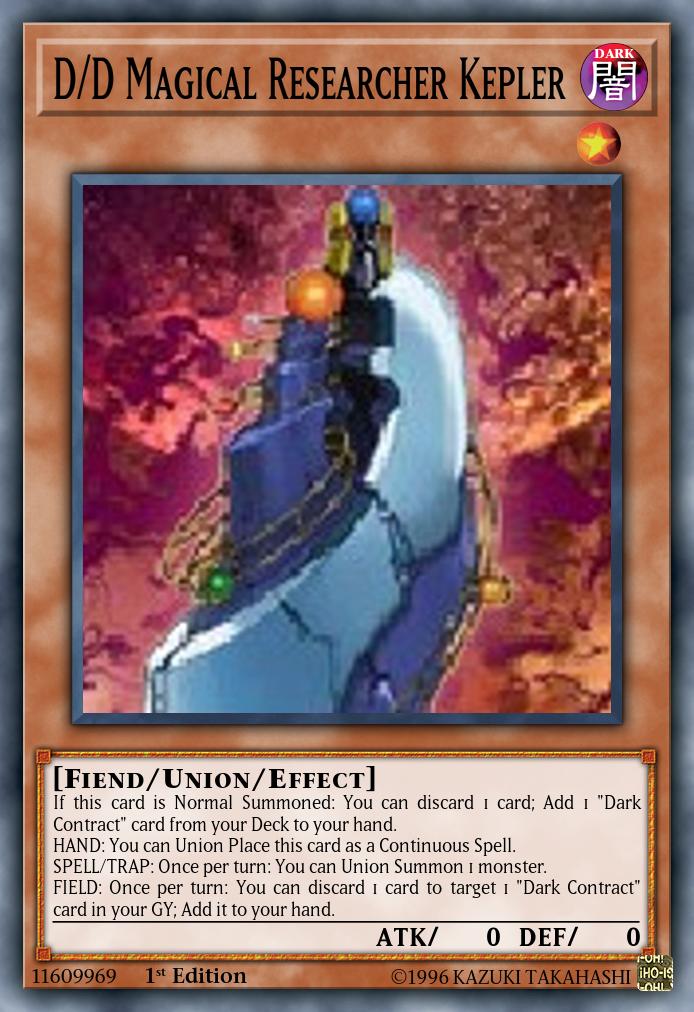 D/D Magical Researcher Kepler
DARK
闇
[Fiend/Union/Effect]
If this card is Normal Summoned: You can discard 1 card; Add 1 "Dark
Contract" card from your Deck to your hand.
HAND: You can Union Place this card as a Continuous Spell.
SPELL/TRAP: Once per turn: You can Union Summon 1 monster.
FIELD: Once per turn: You can discard 1 card to target 1 "Dark Contract"
card in your GY; Add it to your hand.
ATK/ 0 DEF/ 0
11609969 1st Edition ©1996 KAZUKI TAKAHASHI